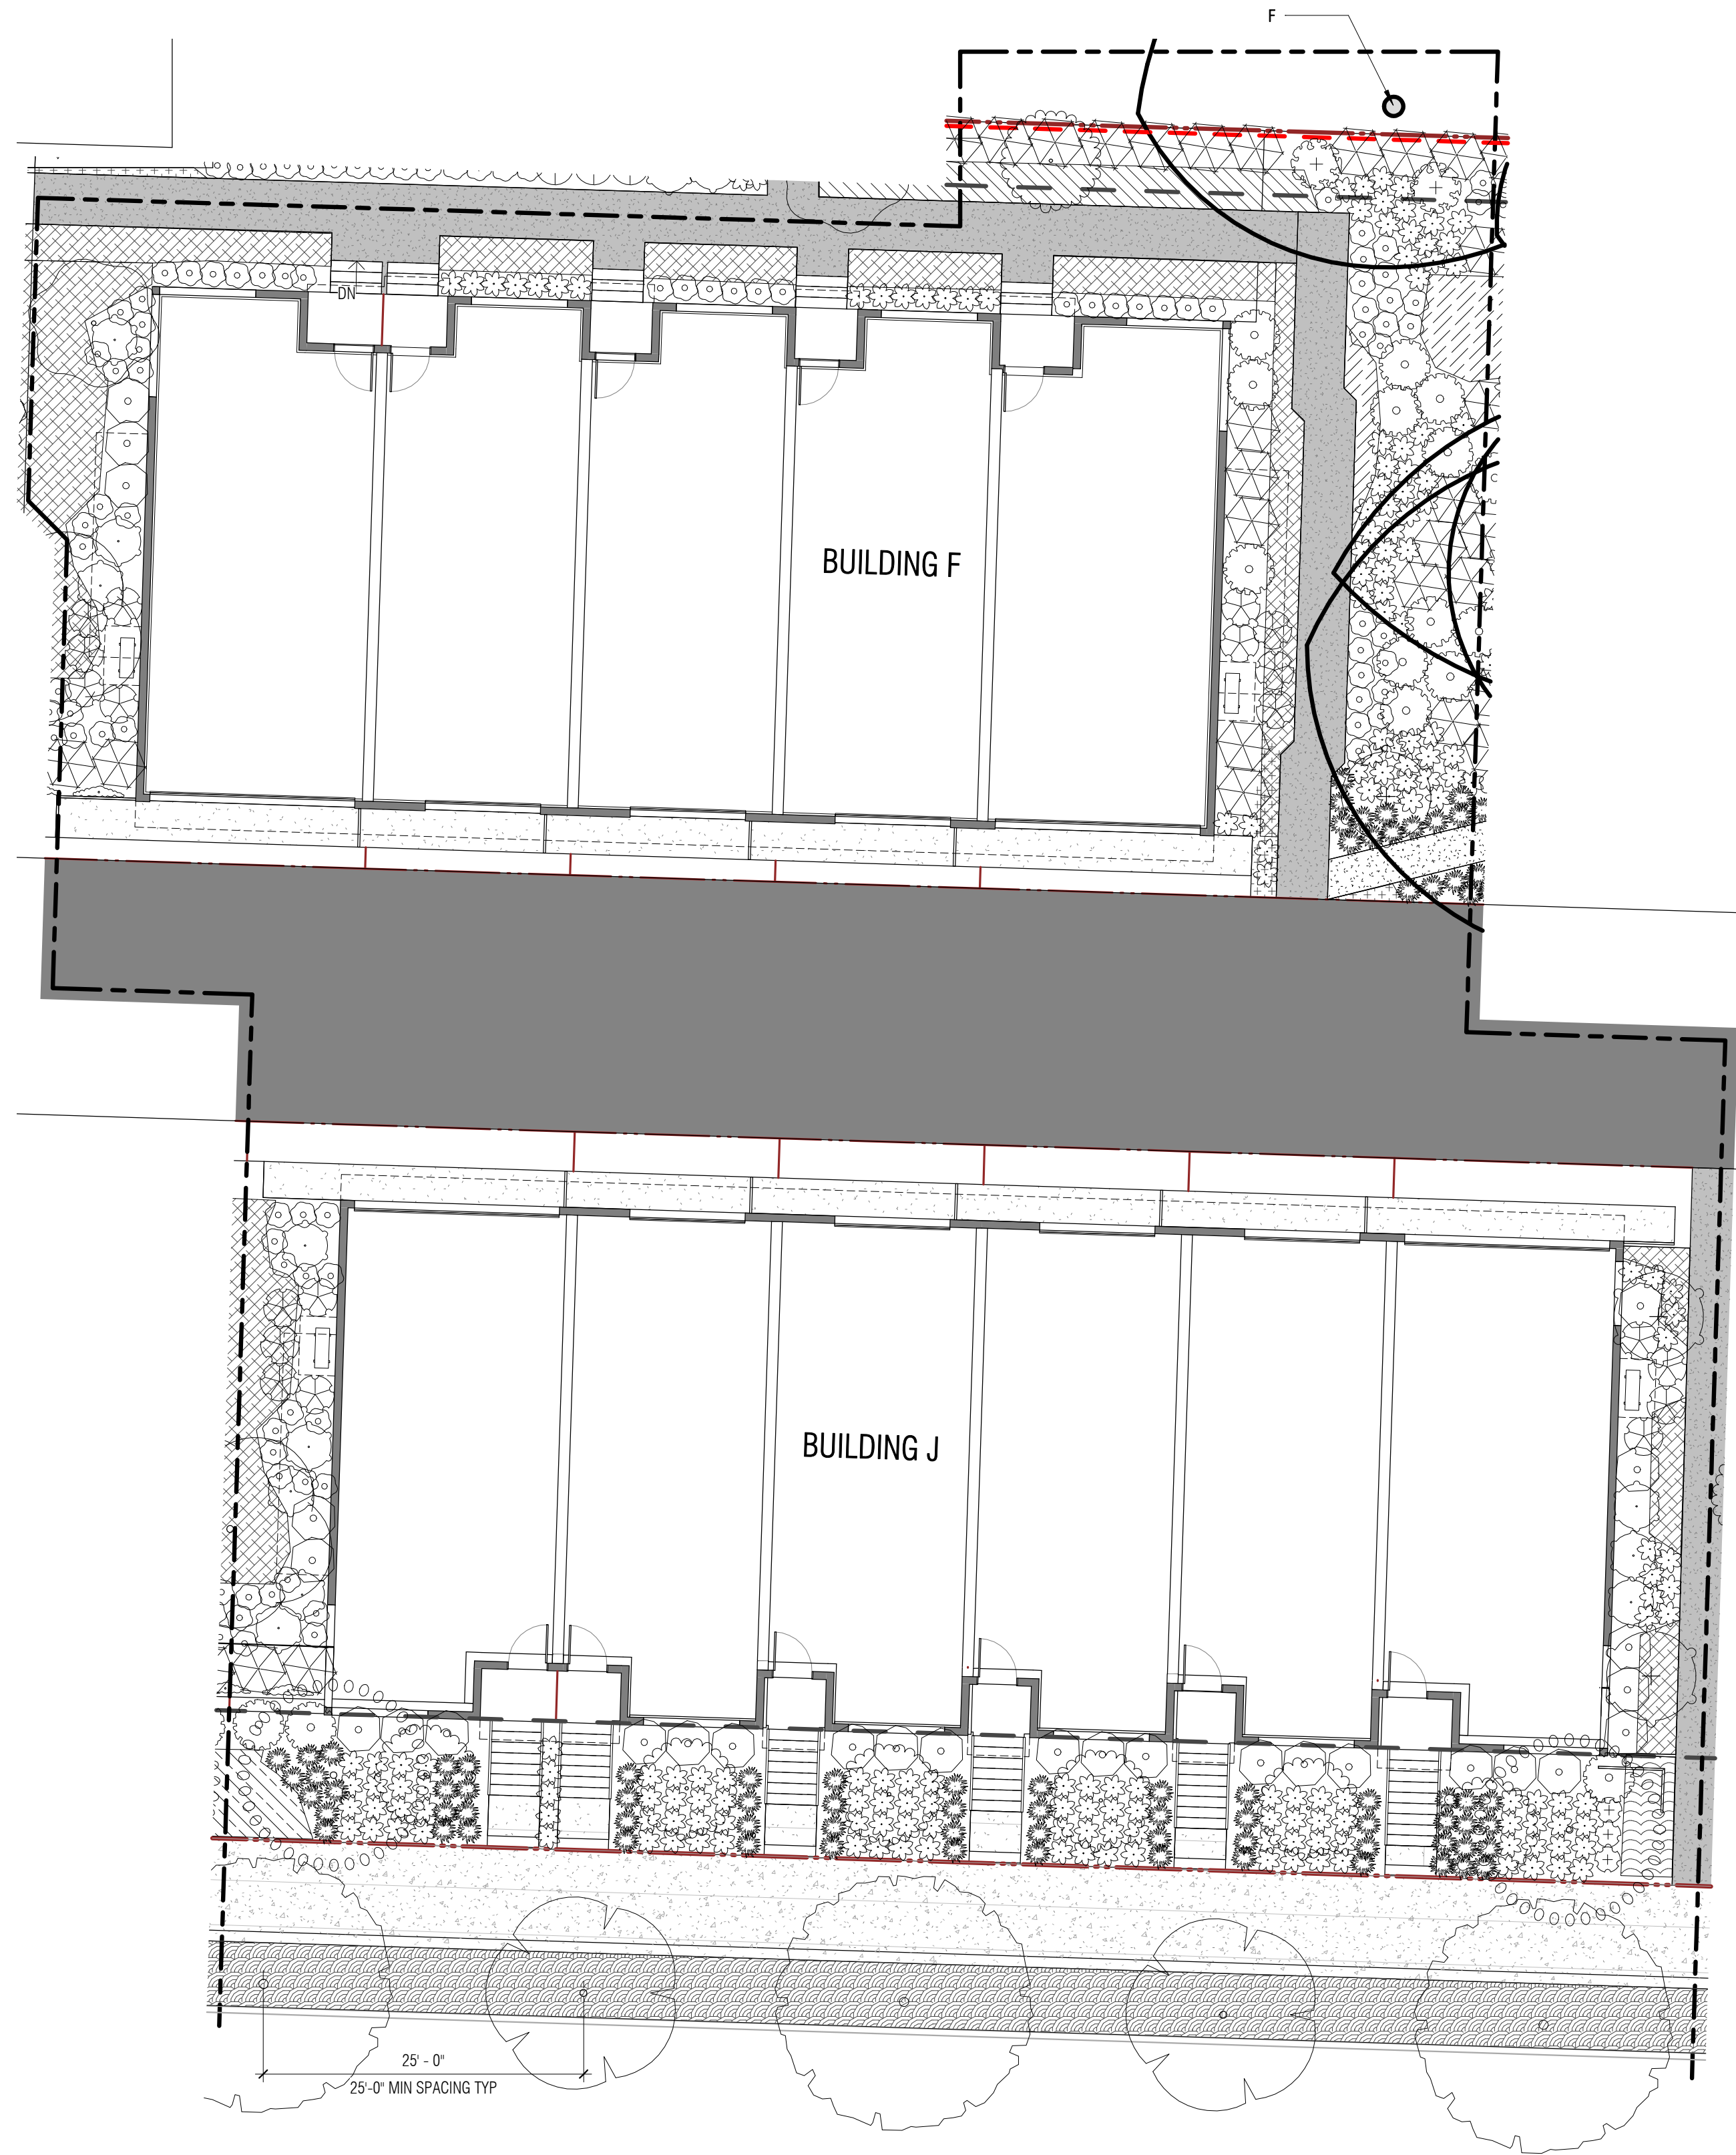 F
DN
BUILDING F
BUILDING J
25' - 0"
25'-0" MIN SPACING TYP